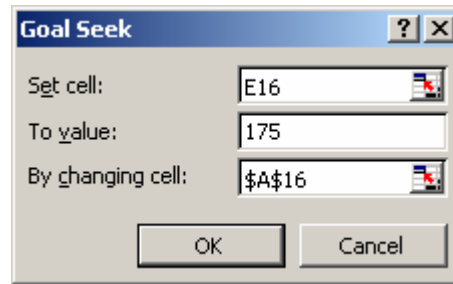 Goal Seek ? ×
Set cell: E16
To value: 175
By changing cell: $A$16
OK Cancel